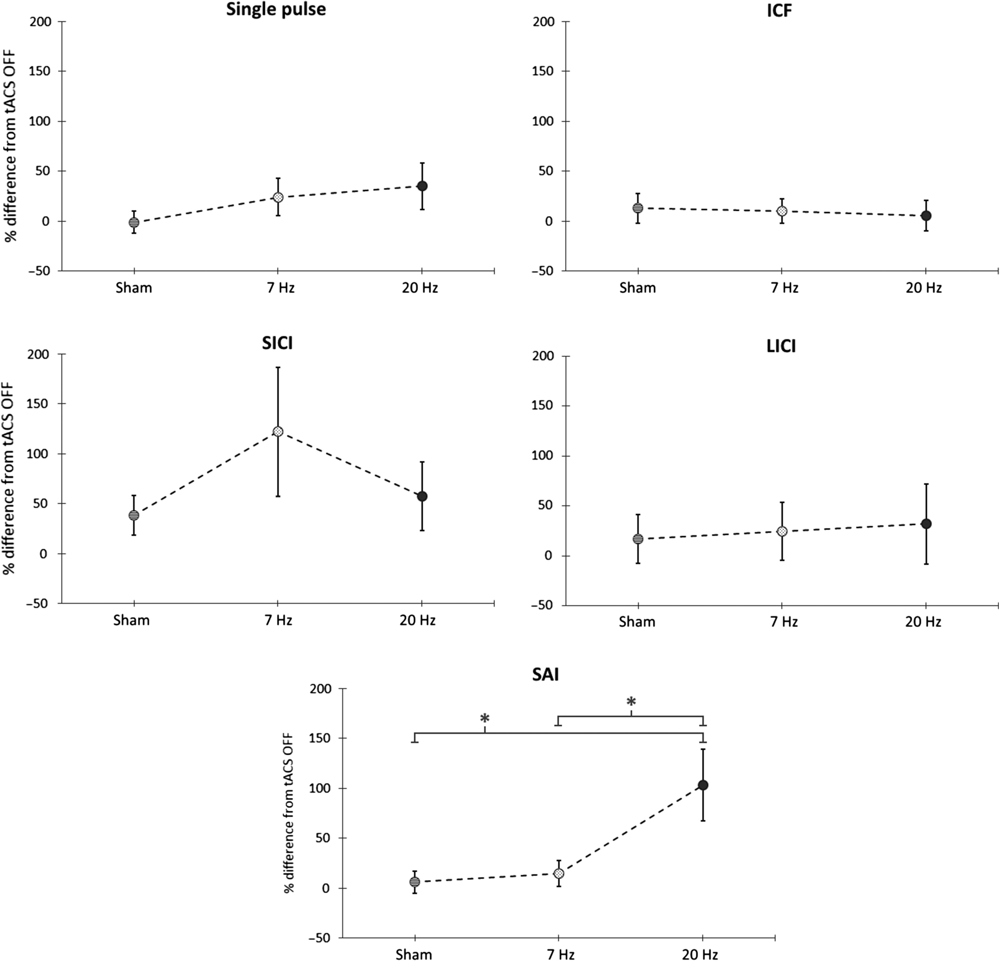 Single pulse
% difference from tACS OFF
200
150
100
50
0
−50
Sham 7 Hz 20 Hz
ICF
200
150
100
50
0
−50
Sham 7 Hz 20 Hz
SICI
% difference from tACS OFF
200
150
100
50
0
−50
Sham 7 Hz 20 Hz
LICI
200
150
100
50
0
−50
Sham 7 Hz 20 Hz
SAI
% difference from tACS OFF
200
150
100
50
0
−50
*
*
Sham 7 Hz 20 Hz